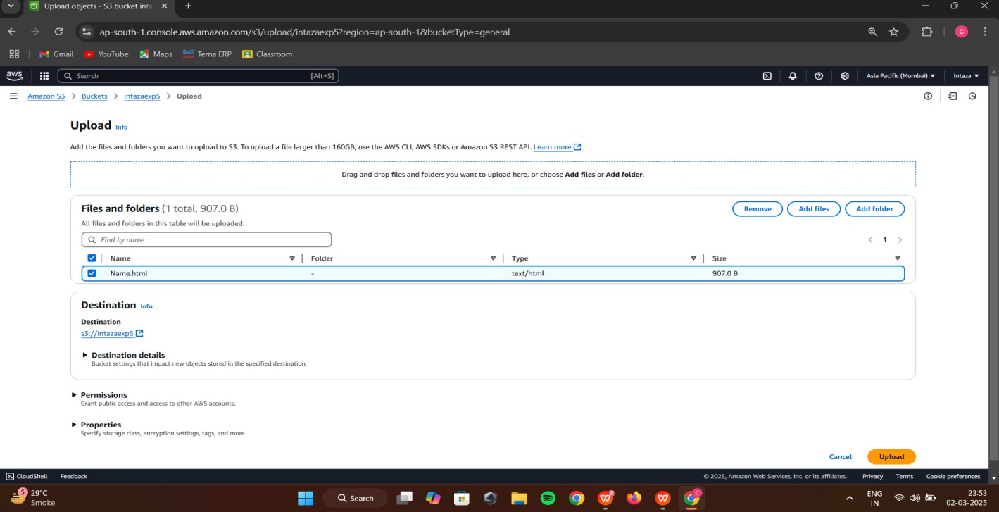 Upload objects - S3 bucket inta
ap-south-1.console.aws.amazon.com/s3/upload/intazaexp5?region=ap-south-1&bucketType=general
C
Gmail YouTube Maps Terna ERP Classroom
aws Search [Alt+S] Asia Pacific (Mumbai) Intaza
Amazon S3 > Buckets > intazaexp5 > Upload
Upload Info
Add the files and folders you want to upload to S3. To upload a file larger than 160GB, use the AWS CLI, AWS SDKs or Amazon S3 REST API. Learn more
Drag and drop files and folders you want to upload here, or choose Add files or Add folder.
Files and folders (1 total, 907.0 B) Remove Add files Add folder
All files and folders in this table will be uploaded.
Find by name < 1 >
Name Folder Type Size
Name.html - text/html 907.0 B
Destination Info
Destination
s3://intazaexp5
Destination details
Bucket settings that impact new objects stored in the specified destination.
Permissions
Grant public access and access to other AWS accounts.
Properties
Specify storage class, encryption settings, tags, and more.
Cancel Upload
CloudShell Feedback © 2025, Amazon Web Services, Inc. or its affiliates. Privacy Terms Cookie preferences
5 29°C Smoke
Search
C
ENG IN
23:53
02-03-2025